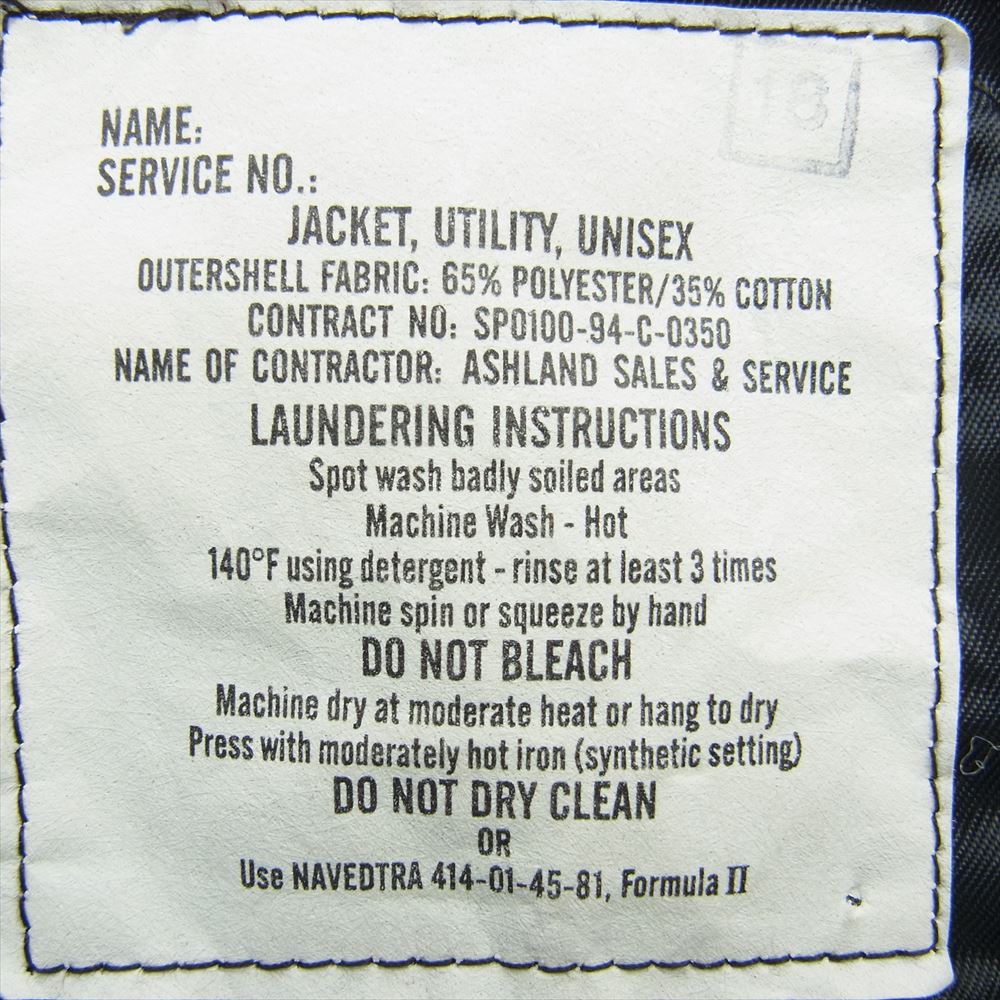 18
NAME:
SERVICE NO.:
JACKET, UTILITY, UNISEX
OUTERSHELL FABRIC: 65% POLYESTER/35% COTTON
CONTRACT NO: SP0100-94-C-0350
NAME OF CONTRACTOR: ASHLAND SALES & SERVICE
LAUNDERING INSTRUCTIONS
Spot wash badly soiled areas
Machine Wash - Hot
140°F using detergent - rinse at least 3 times
Machine spin or squeeze by hand
DO NOT BLEACH
Machine dry at moderate heat or hang to dry
Press with moderately hot iron (synthetic setting)
DO NOT DRY CLEAN
OR
Use NAVEDTRA 414-01-45-81, Formula II